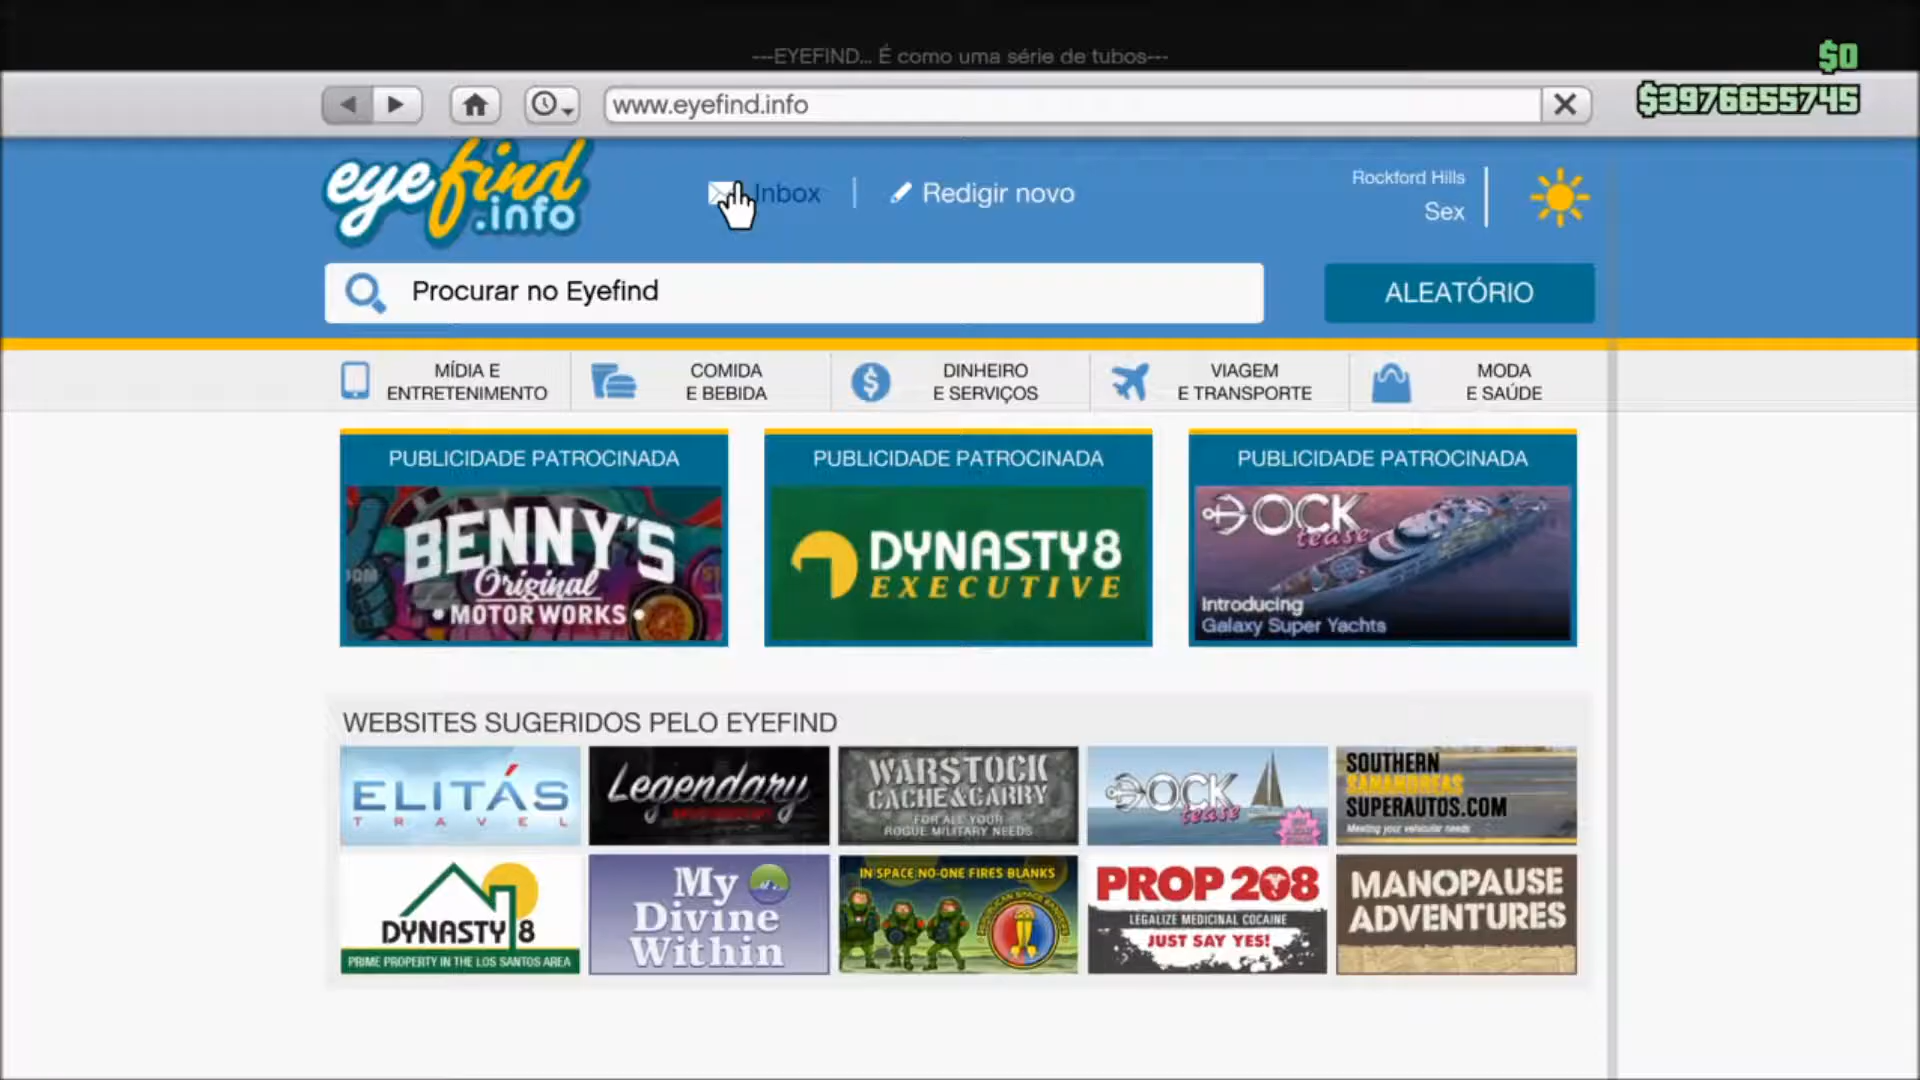 ---EYEFIND... É como uma série de tubos---
$0
$3976655745
www.eyefind.info
eyefind.info
Inbox
Redigir novo
Rockford Hills
Sex
Procurar no Eyefind
ALEATÓRIO
MÍDIA E ENTRETENIMENTO
COMIDA E BEBIDA
DINHEIRO E SERVIÇOS
VIAGEM E TRANSPORTE
MODA E SAÚDE
PUBLICIDADE PATROCINADA
BENNY'S
Original
MOTOR WORKS
PUBLICIDADE PATROCINADA
DYNASTY8
EXECUTIVE
PUBLICIDADE PATROCINADA
DOCK
tease
Introducing
Galaxy Super Yachts
WEBSITES SUGERIDOS PELO EYEFIND
ELITÁS
TRAVEL
Legendary
WARSTOCK
CACHE & CARRY
FOR ALL YOUR
ROGUE MILITARY NEEDS
DOCK
tease
SOUTHERN
SANANDREAS
SUPERAUTOS.COM
Meeting your vehicular needs
DYNASTY 8
PRIME PROPERTY IN THE LOS SANTOS AREA
My
Divine
Within
IN SPACE NO-ONE FIRES BLANKS
PROP 208
LEGALIZE MEDICINAL COCAINE
JUST SAY YES!
MANOPAUSE
ADVENTURES